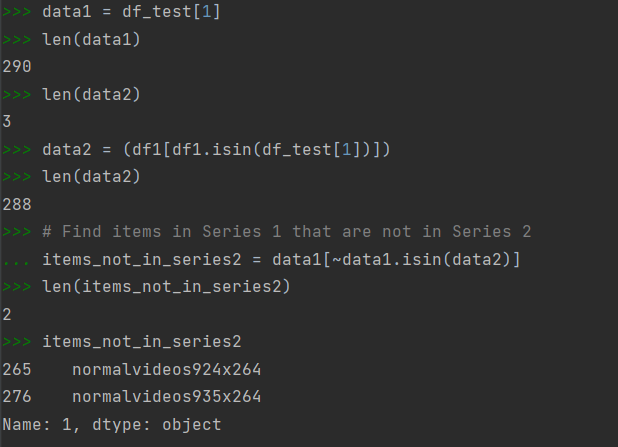 >>> data1 = df_test[1]
>>> len(data1)
290
>>> len(data2)
3
>>> data2 = (df1[df1.isin(df_test[1])])
>>> len(data2)
288
>>> # Find items in Series 1 that are not in Series 2
... items_not_in_series2 = data1[~data1.isin(data2)]
>>> len(items_not_in_series2)
2
>>> items_not_in_series2
265    normalvideos924x264
276    normalvideos935x264
Name: 1, dtype: object